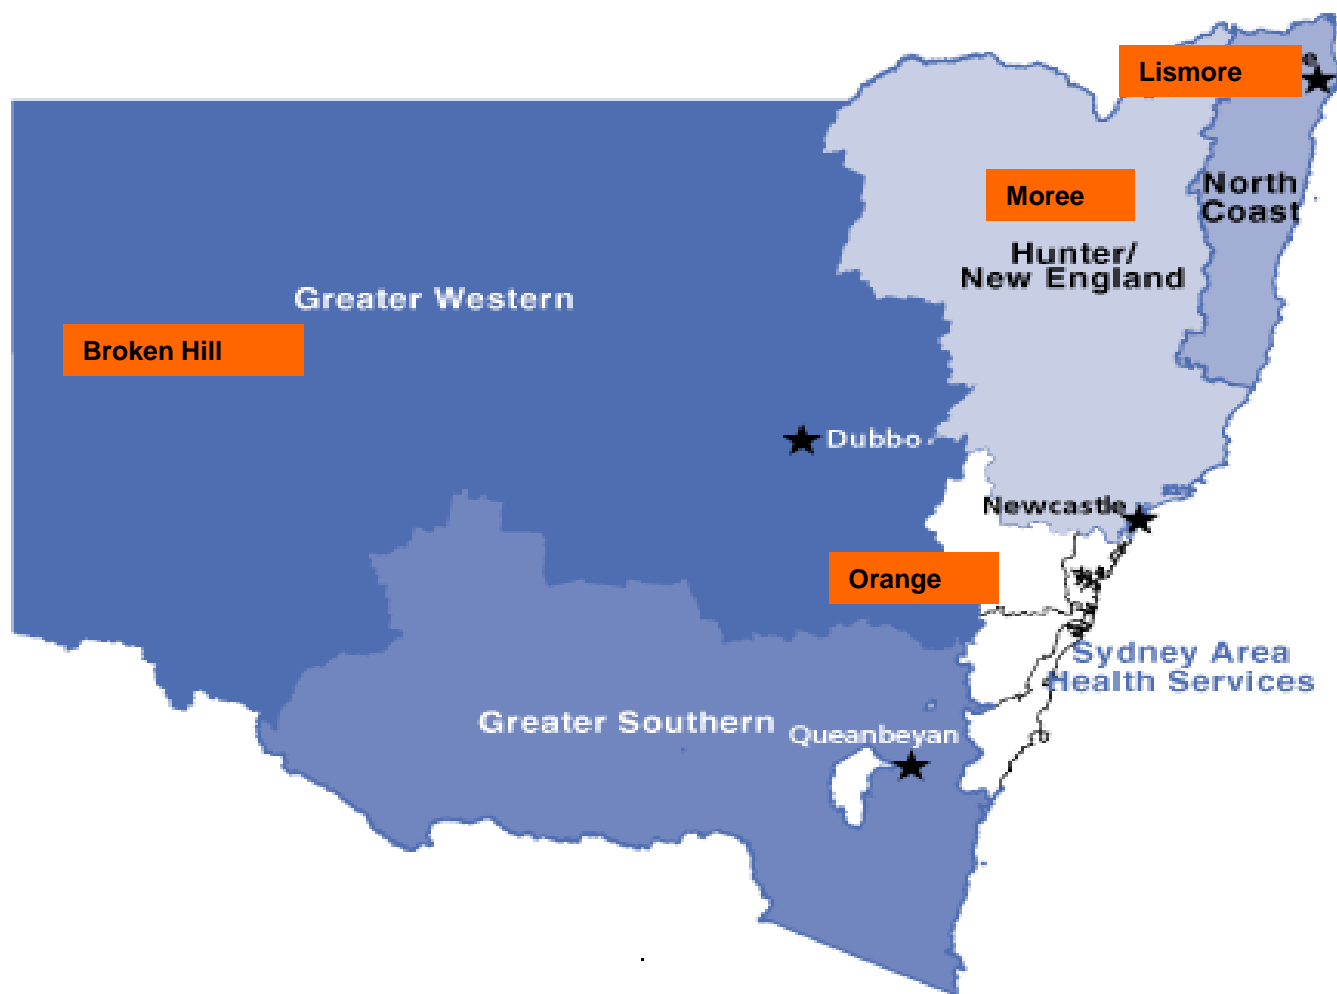 Lismore
e
Moree
North
Coast
Hunter/
New England
Greater Western
Broken Hill
Dubbo
Newcastle
Orange
Sydney Area
Health Services
Greater Southern
Queanbeyan